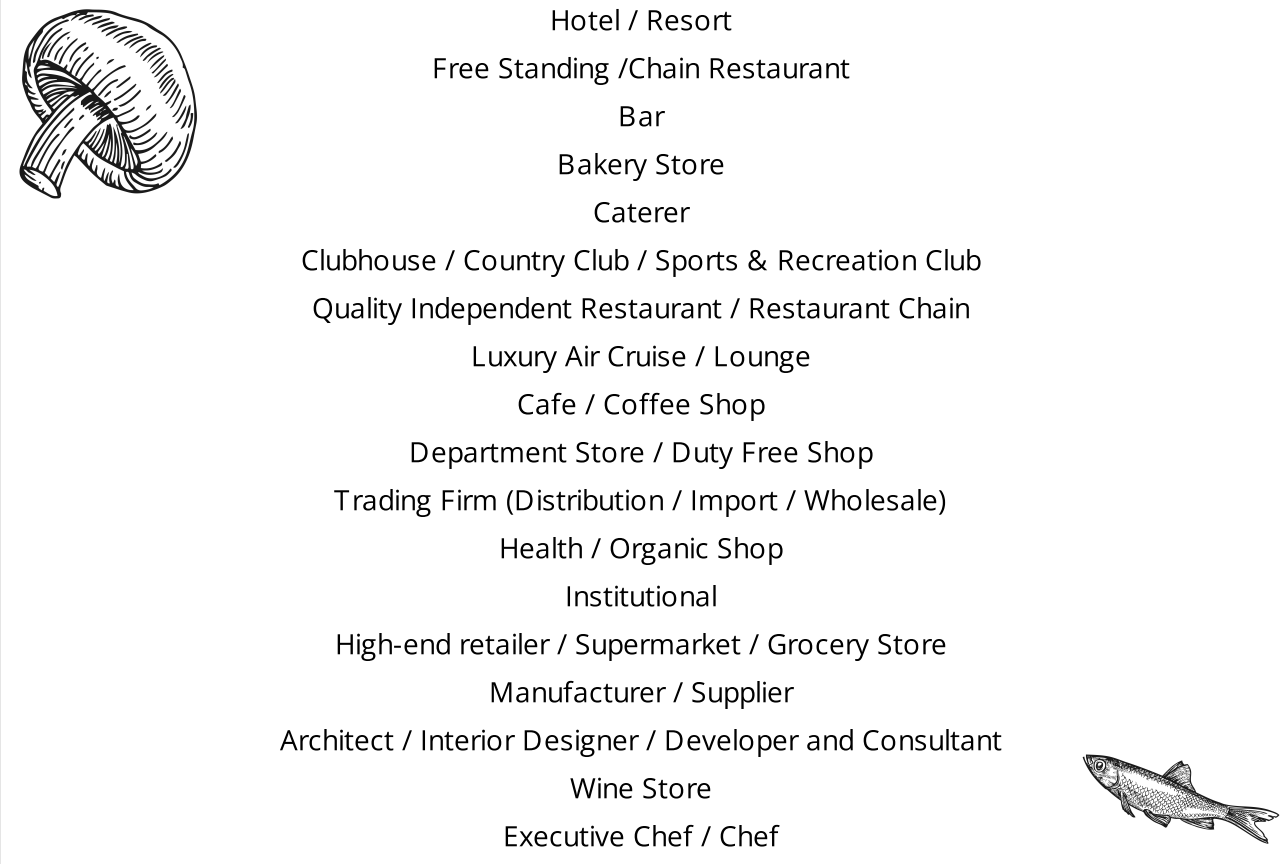 Hotel / Resort
Free Standing /Chain Restaurant
Bar
Bakery Store
Caterer
Clubhouse / Country Club / Sports & Recreation Club
Quality Independent Restaurant / Restaurant Chain
Luxury Air Cruise / Lounge
Cafe / Coffee Shop
Department Store / Duty Free Shop
Trading Firm (Distribution / Import / Wholesale)
Health / Organic Shop
Institutional
High-end retailer / Supermarket / Grocery Store
Manufacturer / Supplier
Architect / Interior Designer / Developer and Consultant
Wine Store
Executive Chef / Chef